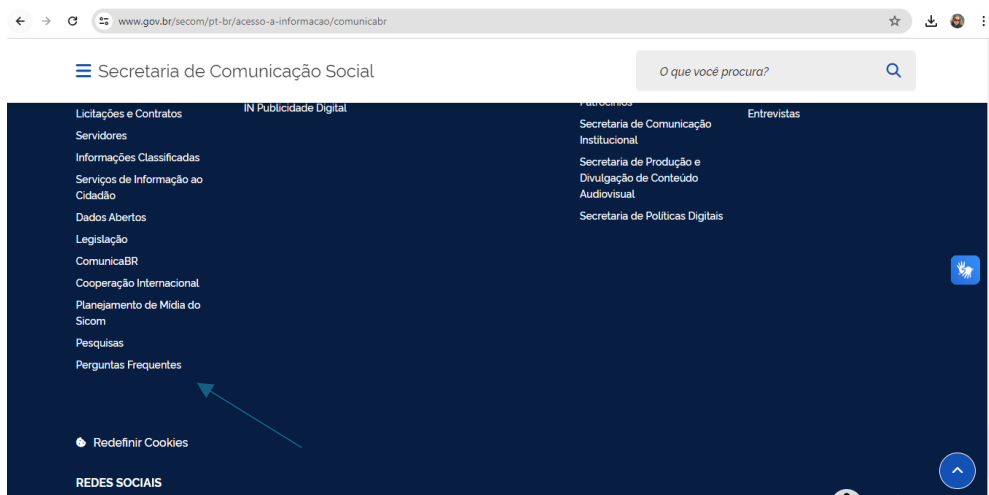 www.gov.br/secom/pt-br/acesso-a-informacao/comunicabr
Secretaria de Comunicação Social
O que você procura?
Licitações e Contratos
Servidores
Informações Classificadas
Serviços de Informação ao
Cidadão
Dados Abertos
Legislação
ComunicaBR
Cooperação Internacional
Planejamento de Mídia do
Sicom
Pesquisas
Perguntas Frequentes
IN Publicidade Digital
Patrocínios
Secretaria de Comunicação
Institucional
Secretaria de Produção e
Divulgação de Conteúdo
Audiovisual
Secretaria de Políticas Digitais
Entrevistas
Redefinir Cookies
REDES SOCIAIS